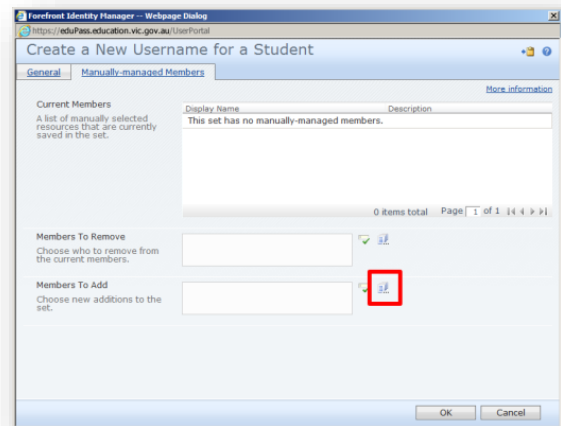 Forefront Identity Manager -- Webpage Dialog
https://eduPass.education.vic.gov.au/UserPortal
Create a New Username for a Student
General Manually-managed Members
More information
Current Members
A list of manually selected
resources that are currently
saved in the set.
Display Name Description
This set has no manually-managed members.
0 items total Page 1 of 1
Members To Remove
Choose who to remove from
the current members.
Members To Add
Choose new additions to the
set.
OK Cancel